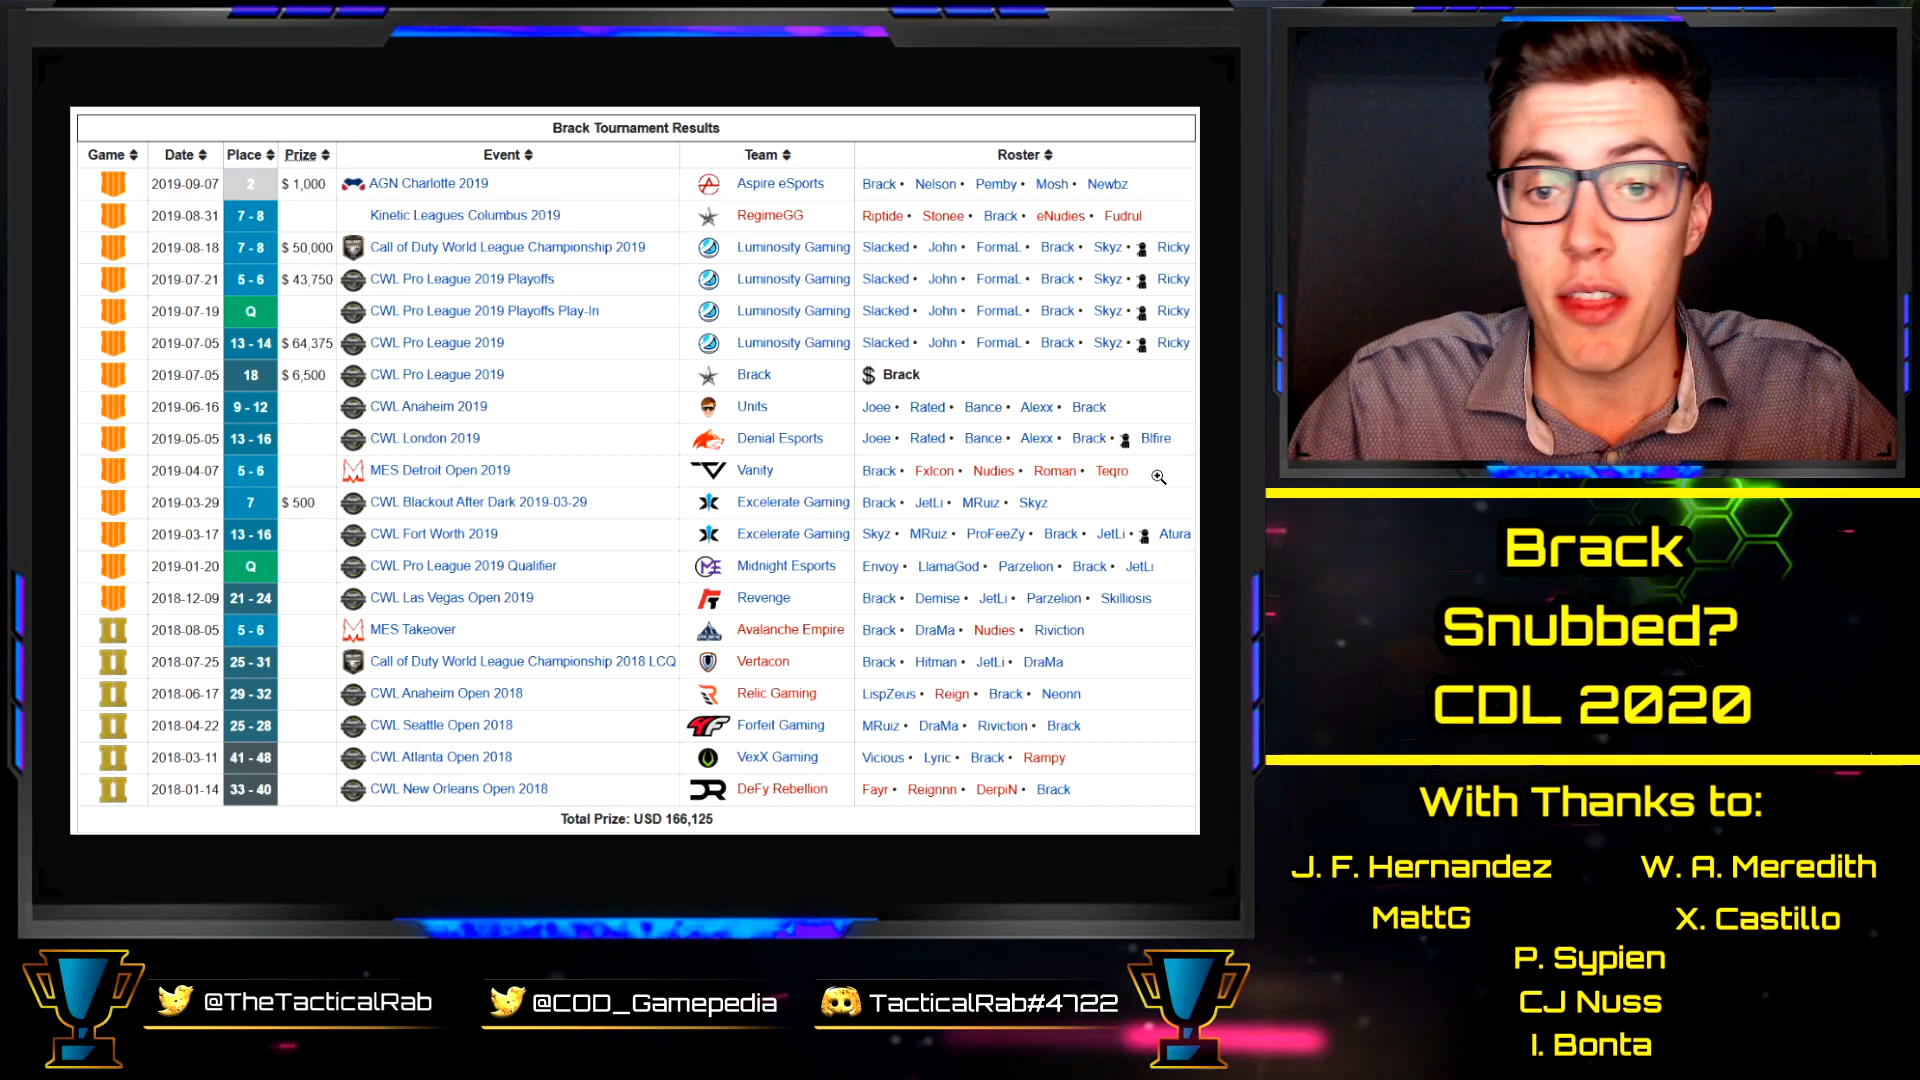 Brack Tournament Results
Game Date Place Prize Event Team Roster
2019-09-07 2 $ 1,000 AGN Charlotte 2019 Aspire eSports Brack • Nelson • Pemby • Mosh • Newbz
2019-08-31 7 - 8 Kinetic Leagues Columbus 2019 RegimeGG Riptide • Stonee • Brack • eNudies • Fudrul
2019-08-18 7 - 8 $ 50,000 Call of Duty World League Championship 2019 Luminosity Gaming Slacked • John • FormaL • Brack • Skyz • Ricky
2019-07-21 5 - 6 $ 43,750 CWL Pro League 2019 Playoffs Luminosity Gaming Slacked • John • FormaL • Brack • Skyz • Ricky
2019-07-19 Q CWL Pro League 2019 Playoffs Play-In Luminosity Gaming Slacked • John • FormaL • Brack • Skyz • Ricky
2019-07-05 13 - 14 $ 64,375 CWL Pro League 2019 Luminosity Gaming Slacked • John • FormaL • Brack • Skyz • Ricky
2019-07-05 18 $ 6,500 CWL Pro League 2019 Brack $ Brack
2019-06-16 9 - 12 CWL Anaheim 2019 Units Joee • Rated • Bance • Alexx • Brack
2019-05-05 13 - 16 CWL London 2019 Denial Esports Joee • Rated • Bance • Alexx • Brack • Blfire
2019-04-07 5 - 6 MES Detroit Open 2019 Vanity Brack • FxIcon • Nudies • Roman • Teqro
2019-03-29 7 $ 500 CWL Blackout After Dark 2019-03-29 Excelerate Gaming Brack • JetLi • MRuiz • Skyz
2019-03-17 13 - 16 CWL Fort Worth 2019 Excelerate Gaming Skyz • MRuiz • ProFeeZy • Brack • JetLi • Atura
2019-01-20 Q CWL Pro League 2019 Qualifier Midnight Esports Envoy • LlamaGod • Parzelion • Brack • JetLi
2018-12-09 21 - 24 CWL Las Vegas Open 2019 Revenge Brack • Demise • JetLi • Parzelion • Skilliosis
2018-08-05 5 - 6 MES Takeover Avalanche Empire Brack • DraMa • Nudies • Riviction
2018-07-25 25 - 31 Call of Duty World League Championship 2018 LCQ Vertacon Brack • Hitman • JetLi • DraMa
2018-06-17 29 - 32 CWL Anaheim Open 2018 Relic Gaming LispZeus • Reign • Brack • Neonn
2018-04-22 25 - 28 CWL Seattle Open 2018 Forfeit Gaming MRuiz • DraMa • Riviction • Brack
2018-03-11 41 - 48 CWL Atlanta Open 2018 VexX Gaming Vicious • Lyric • Brack • Rampy
2018-01-14 33 - 40 CWL New Orleans Open 2018 DeFy Rebellion Fayr • Reignnn • DerpiN • Brack
Total Prize: USD 166,125
Brack
Snubbed?
CDL 2020
With Thanks to:
J. F. Hernandez W. A. Meredith
MattG X. Castillo
P. Sypien
CJ Nuss
I. Bonta
@TheTacticalRab @COD_Gamepedia TacticalRab#4722